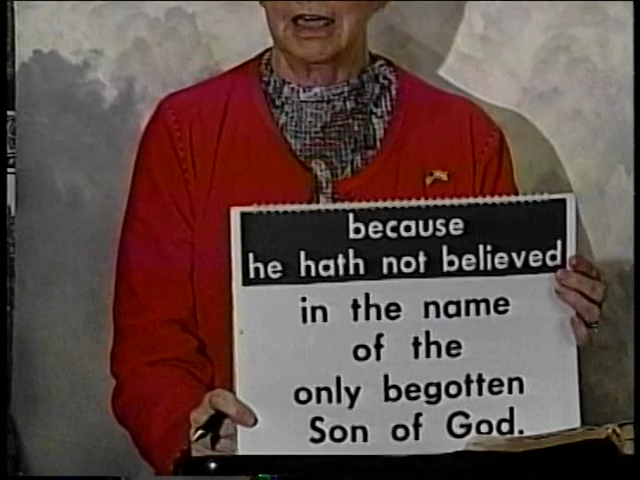 because
he hath not believed
in the name
of the
only begotten
Son of God.